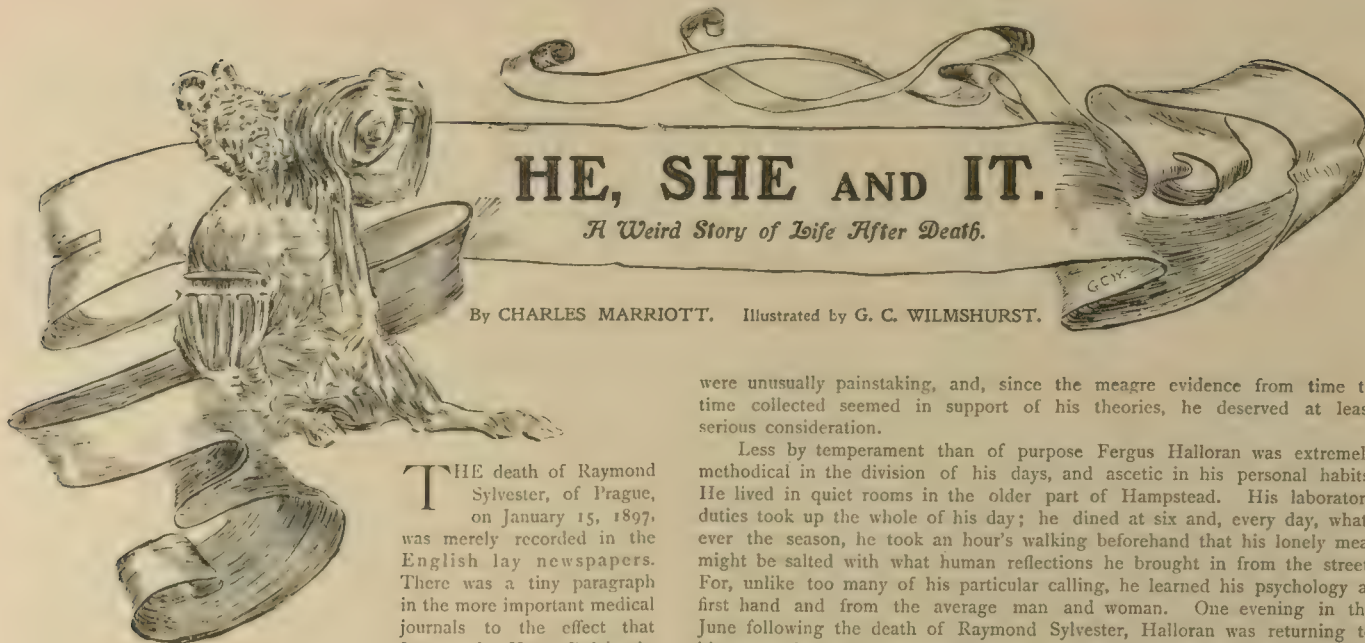 HE, SHE AND IT.
A Weird Story of Life After Death.
G.C.W.
By CHARLES MARRIOTT. Illustrated by G. C. WILMSHURST.
THE death of Raymond
Sylvester, of Prague,
on January 15, 1897,
was merely recorded in the
English lay newspapers.
There was a tiny paragraph
in the more important medical
journals to the effect that
were unusually painstaking, and, since the meagre evidence from time t
time collected seemed in support of his theories, he deserved at leas
serious consideration.
Less by temperament than of purpose Fergus Halloran was extremel
methodical in the division of his days, and ascetic in his personal habits
He lived in quiet rooms in the older part of Hampstead. His laborator
duties took up the whole of his day; he dined at six and, every day, what
ever the season, he took an hour's walking beforehand that his lonely mea
might be salted with what human reflections he brought in from the street
For, unlike too many of his particular calling, he learned his psychology a
first hand and from the average man and woman. One evening in th
June following the death of Raymond Sylvester, Halloran was returning t